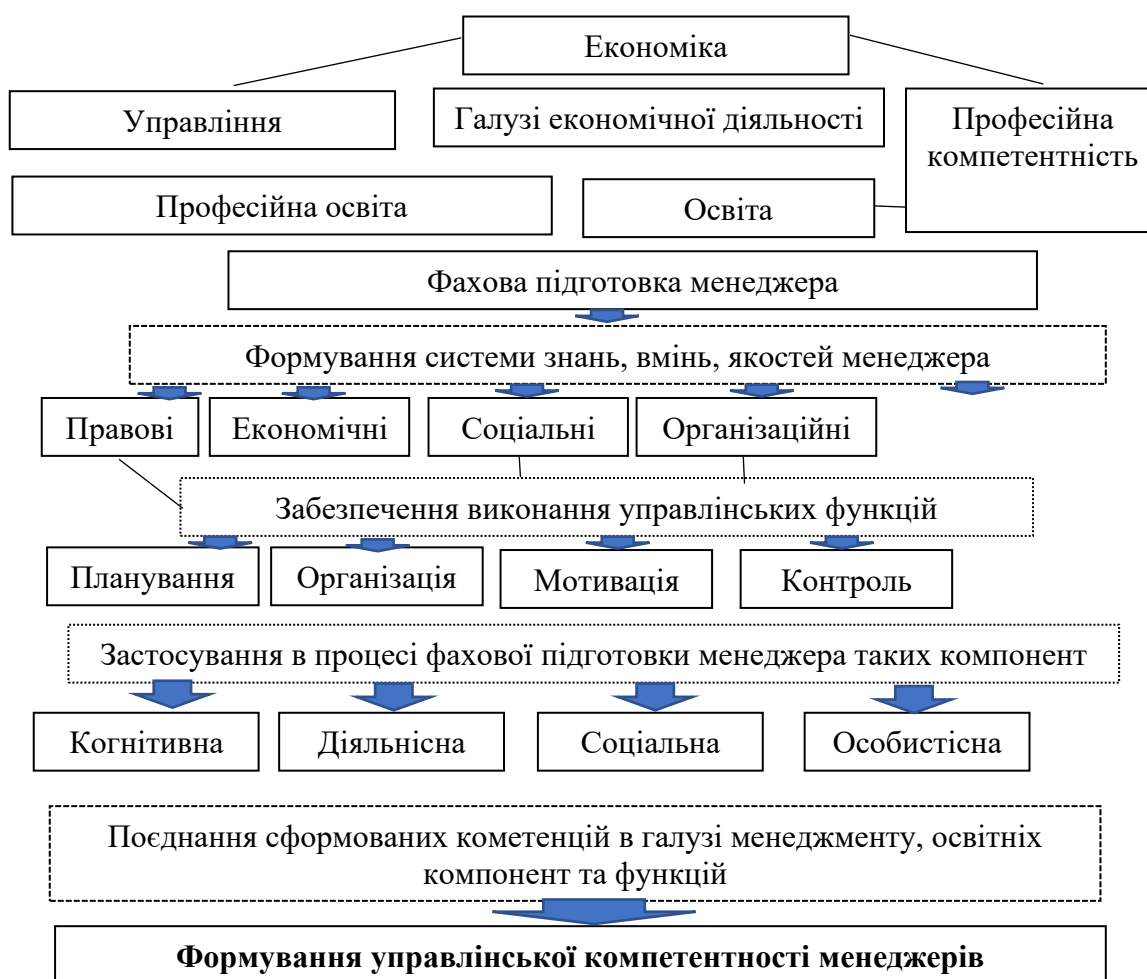 Економіка
Управління
Галузі економічної діяльності
Професійна
компетентність
Професійна освіта
Освіта
Фахова підготовка менеджера
Формування системи знань, вмінь, якостей менеджера
Правові
Економічні
Соціальні
Організаційні
Забезпечення виконання управлінських функцій
Планування
Організація
Мотивація
Контроль
Застосування в процесі фахової підготовки менеджера таких компонент
Когнітивна
Діяльнісна
Соціальна
Особистісна
Поєднання сформованих кометенцій в галузі менеджменту, освітніх
компонент та функцій
Формування управлінської компетентності менеджерів